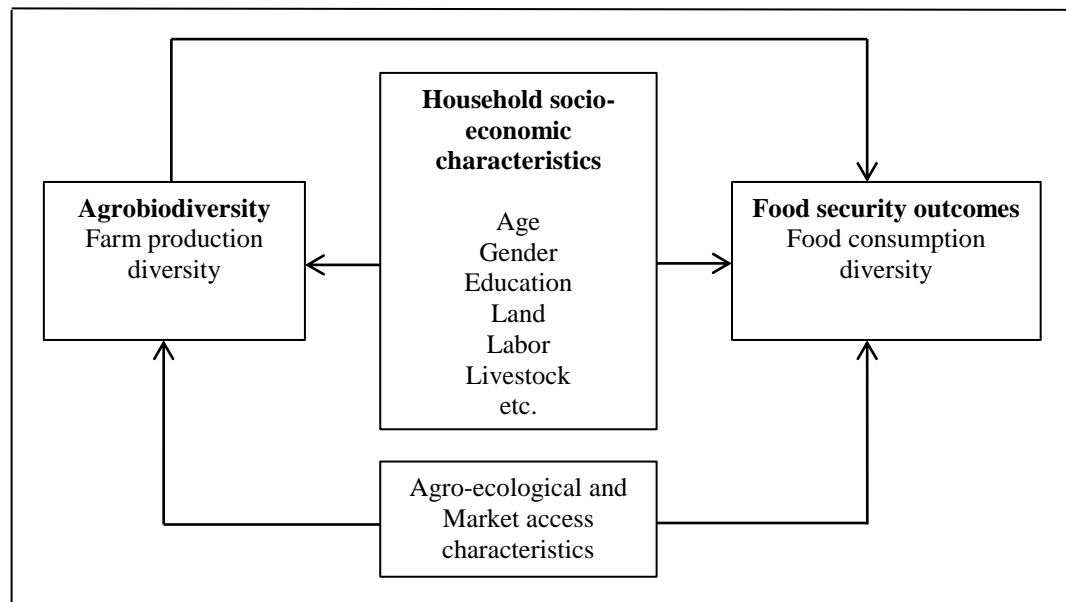 Household socio-
economic
characteristics
Age
Gender
Education
Land
Labor
Livestock
etc.
Agrobiodiversity
Farm production
diversity
Food security outcomes
Food consumption
diversity
Agro-ecological and
Market access
characteristics